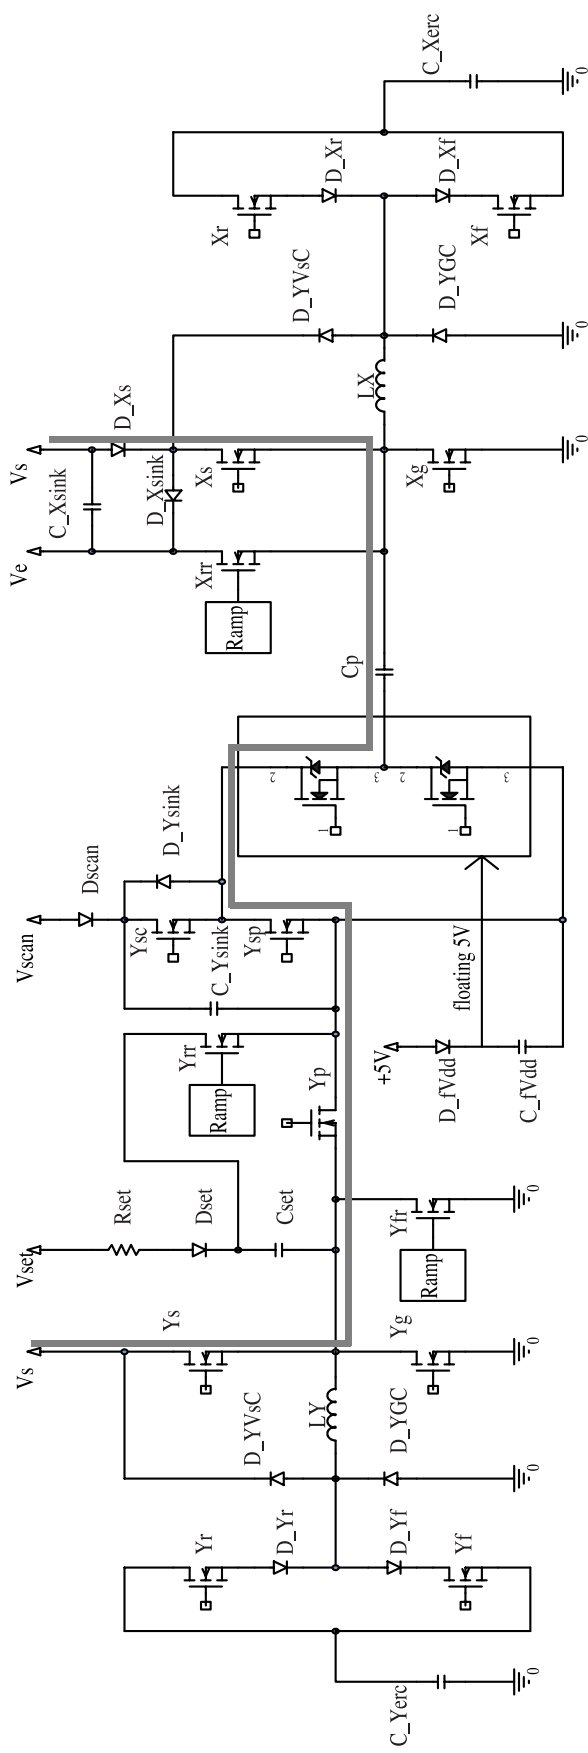 Vs
Vset
Vscan
Ve
Vs
C_Xsink
Dscan
Rset
D_Xs
Ysc
D_Ysink
D_Xsink
Ys
Dset
Yrr
Xrr
Xs
Yr
Xr
C_Ysink
Ramp
Ramp
D_YVsC
Ysp
2
Cset
D_Yr
D_YVsC
LY
Yp
1
D_Xr
Cp
LX
3
+5V
2
C_Yerc
D_YGC
Yg
Yfr
D_Yf
Xg
Ramp
C_Xerc
D_fVdd
D_YGC
D_Xf
1
floating 5V
Yf
Xf
3
C_fVdd
0
0
0
0
0
0
0